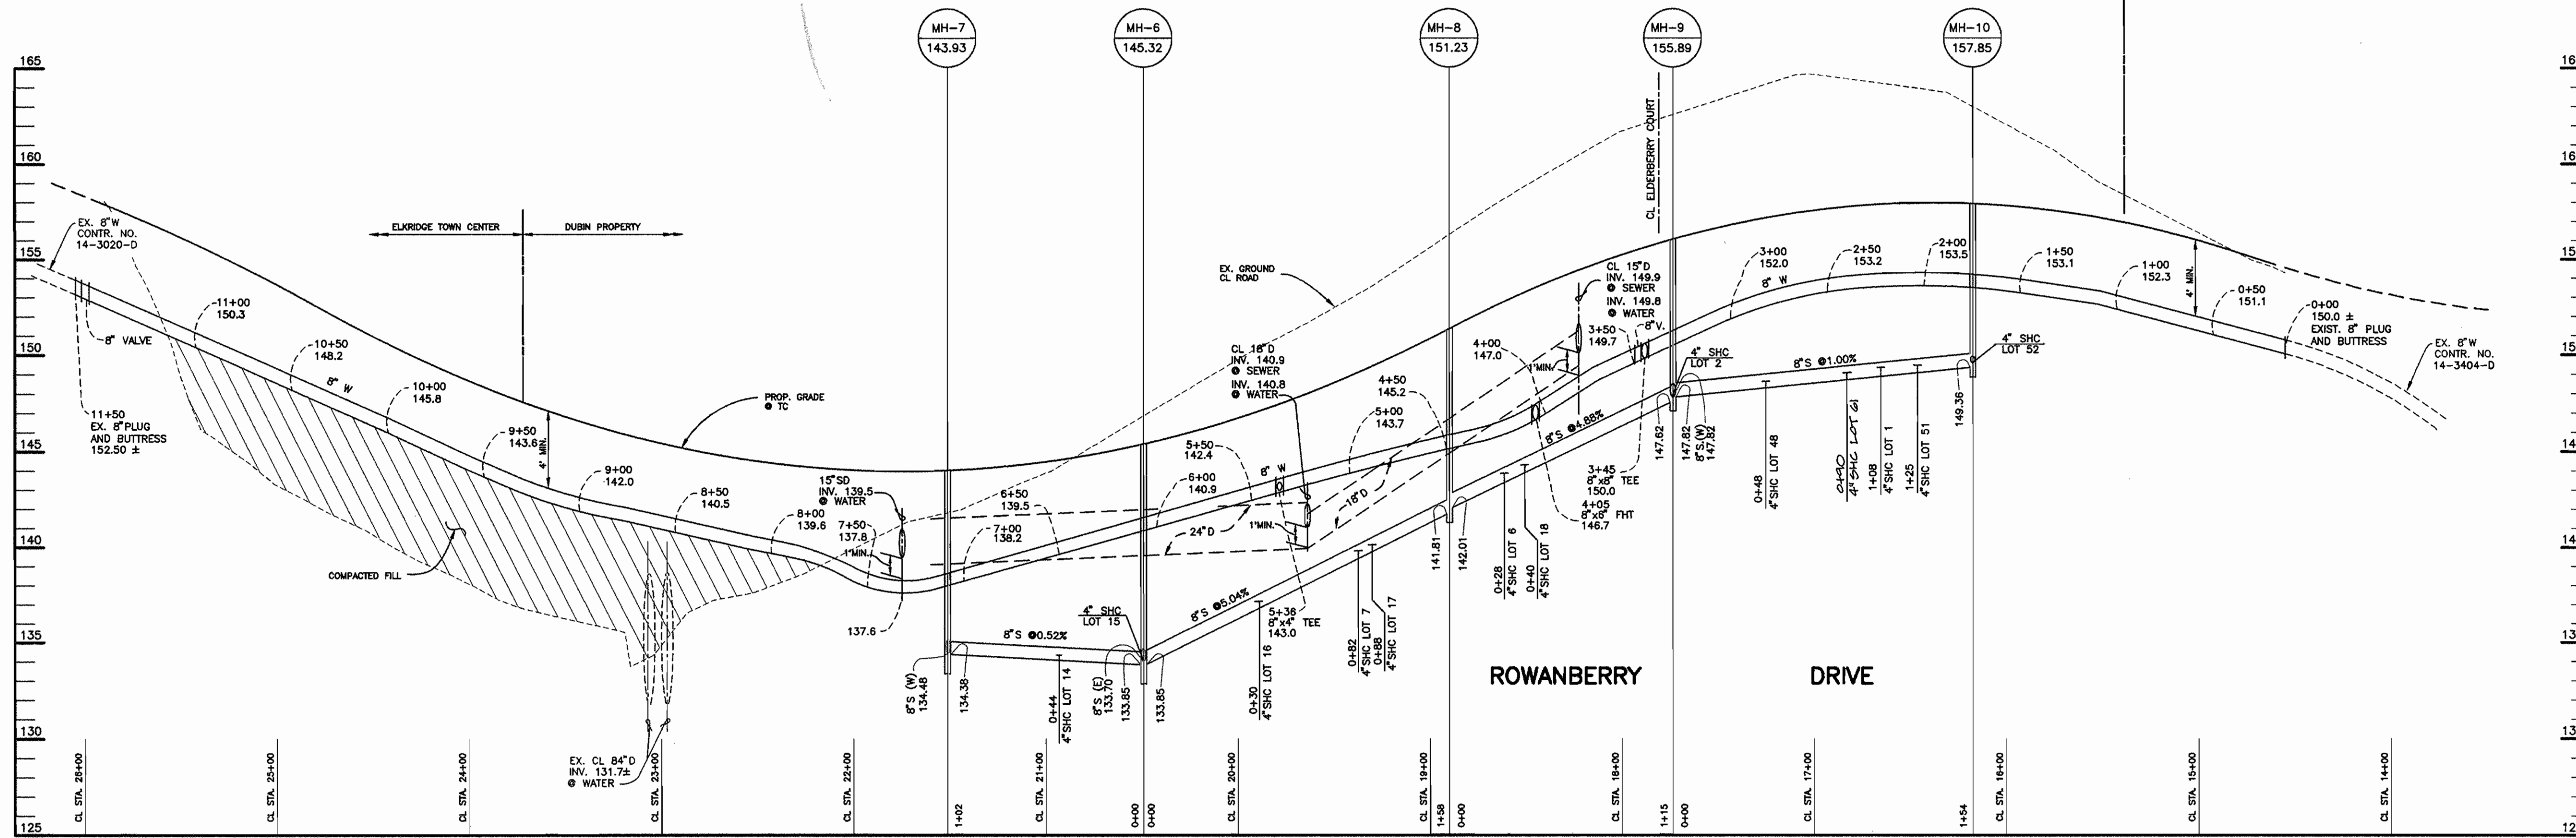 MH-7
143.93
MH-6
145.32
MH-8
151.23
MH-9
155.89
MH-10
157.85
165
160
155
150
145
140
135
130
125
EX. 8" W
CONTR. NO.
14-3020-D
ELKRIDGE TOWN CENTER
DUBIN PROPERTY
8" VALVE
11+50
EX. 8" PLUG
AND BUTTRESS
152.50 ±
11+00
150.3
10+50
148.2
8" W
10+00
145.8
9+50
143.6
4' MIN.
9+00
142.0
8+50
140.5
8+00
139.6
7+50
137.8
1' MIN.
COMPACTED FILL
PROP. GRADE
@ TC
15" SD
INV. 139.5
@ WATER
137.6
EX. CL 84" D
INV. 131.7±
@ WATER
7+00
138.2
6+50
139.5
6+00
140.9
5+50
142.4
5+00
143.7
4+50
145.2
4+00
147.0
8" W
24" D
18" D
1' MIN.
CL 18" D
INV. 140.9
@ SEWER
INV. 140.8
@ WATER
EX. GROUND
CL ROAD
CL ELDERBERRY COURT
CL 15" D
INV. 149.9
@ SEWER
INV. 149.8
@ WATER
1' MIN.
3+50
149.7
8" V.
3+00
152.0
8" W
2+50
153.2
2+00
153.5
1+50
153.1
1+00
152.3
4' MIN.
0+50
151.1
0+00
150.0 ±
EXIST. 8" PLUG
AND BUTTRESS
EX. 8" W
CONTR. NO.
14-3404-D
4" SHC
LOT 2
4" SHC
LOT 52
8" S @1.00%
8" S @4.88%
8" S @5.04%
8" S @0.52%
4" SHC
LOT 15
5+36
8"x4" TEE
143.0
3+45
8"x8" TEE
150.0
4+05
8"x6" FHT
146.7
8" S (W)
134.48
134.38
0+44
4" SHC LOT 14
8" S (E)
133.70
133.85
133.85
0+30
4" SHC LOT 16
0+82
4" SHC LOT 7
0+88
4" SHC LOT 17
141.81
142.01
0+28
4" SHC LOT 6
0+40
4" SHC LOT 18
147.62
147.82
8" S.(W)
147.82
0+48
4" SHC LOT 48
0+90
4" SHC LOT 61
1+08
4" SHC LOT 1
1+25
4" SHC LOT 51
149.36
ROWANBERRY DRIVE
CL STA. 26+00
CL STA. 25+00
CL STA. 24+00
CL STA. 23+00
CL STA. 22+00
1+02
CL STA. 21+00
0+00
0+00
CL STA. 20+00
CL STA. 19+00
1+58
0+00
CL STA. 18+00
1+15
0+00
CL STA. 17+00
1+54
CL STA. 16+00
CL STA. 15+00
CL STA. 14+00